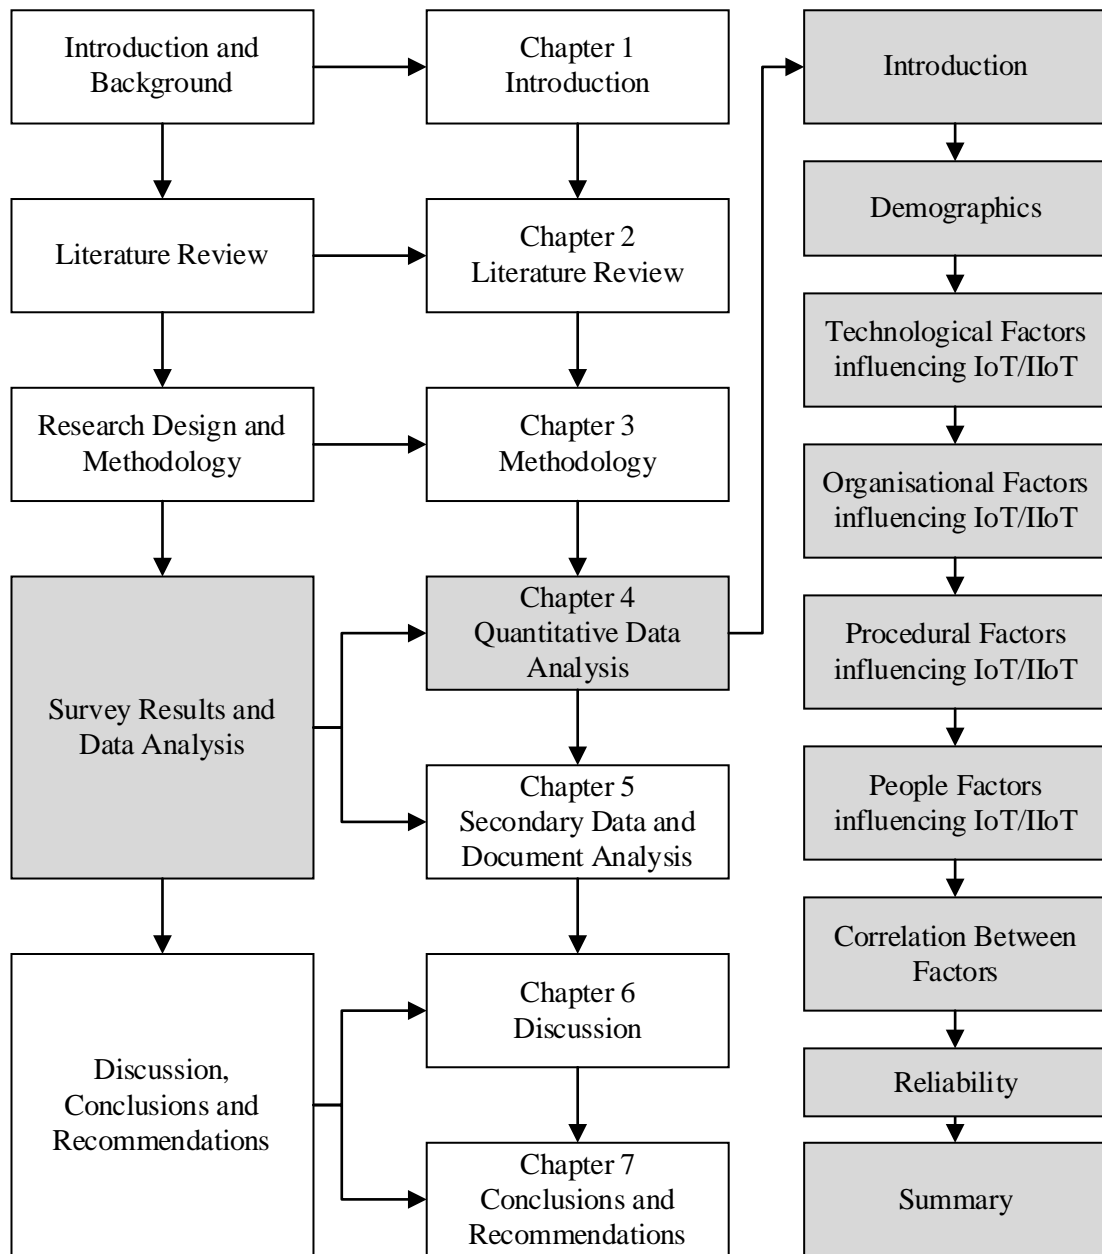 Introduction and
Background
Literature Review
Research Design and
Methodology
Survey Results and
Data Analysis
Discussion,
Conclusions and
Recommendations
Chapter 1
Introduction
Chapter 2
Literature Review
Chapter 3
Methodology
Chapter 4
Quantitative Data
Analysis
Chapter 5
Secondary Data and
Document Analysis
Chapter 6
Discussion
Chapter 7
Conclusions and
Recommendations
Introduction
Demographics
Technological Factors
influencing IoT/IIoT
Organisational Factors
influencing IoT/IIoT
Procedural Factors
influencing IoT/IIoT
People Factors
influencing IoT/IIoT
Correlation Between
Factors
Reliability
Summary